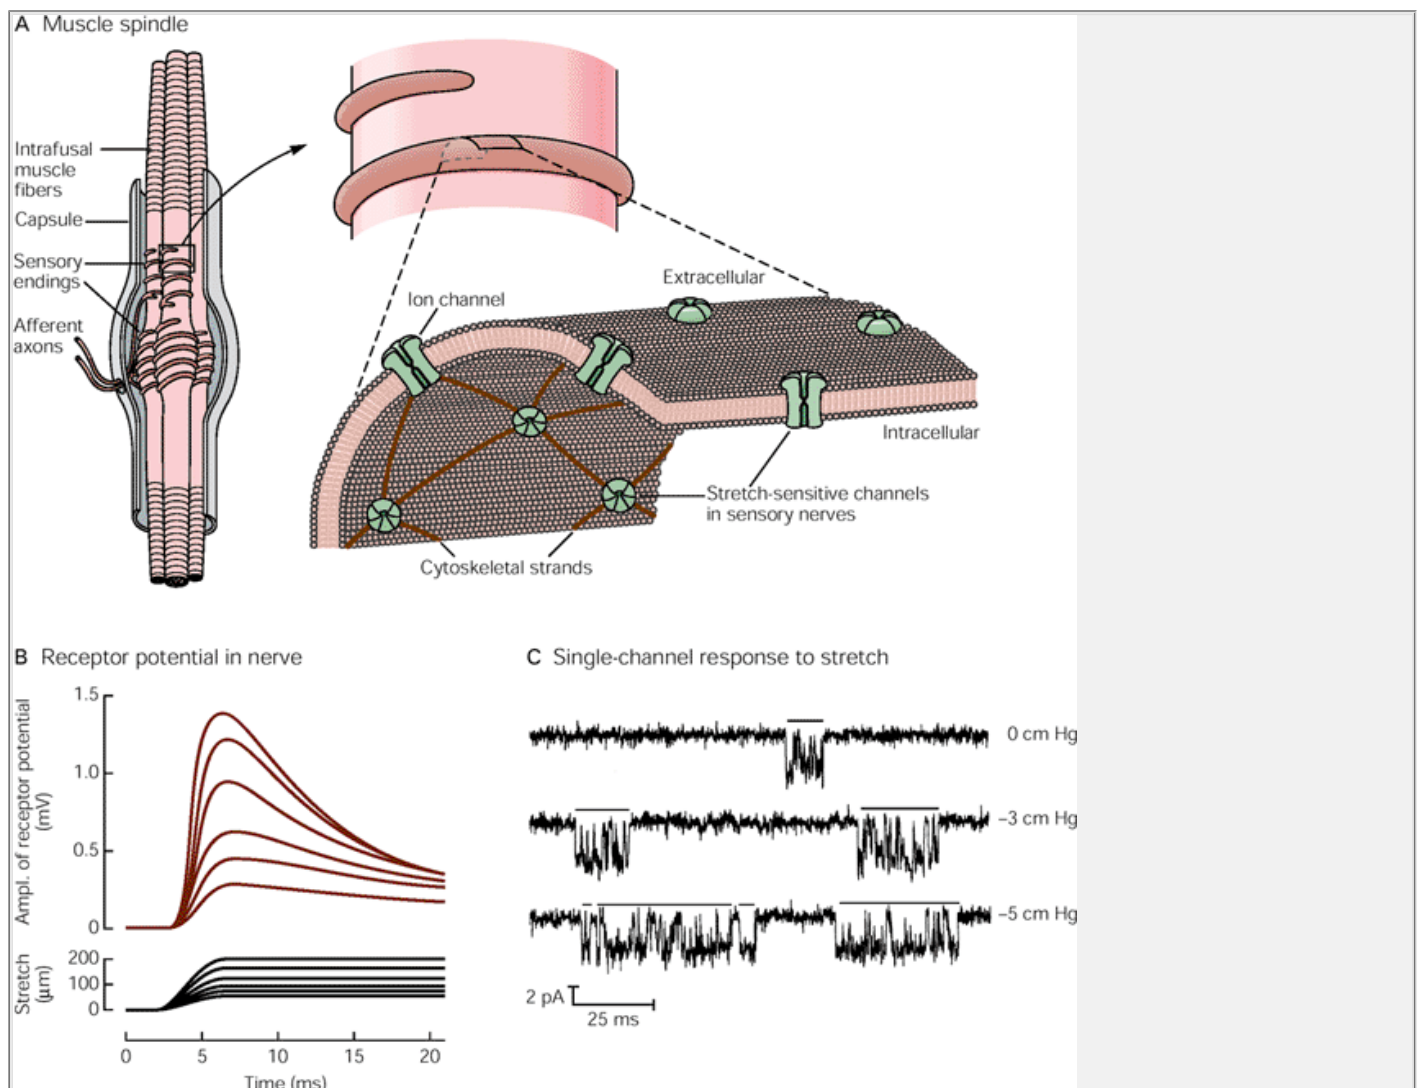 A Muscle spindle
Intrafusal
muscle
fibers
Capsule
Sensory
endings
Afferent
axons
Extracellular
Ion channel
Intracellular
Stretch-sensitive channels
in sensory nerves
Cytoskeletal strands
B Receptor potential in nerve
Ampl. of receptor potential
(mV)
1.5
1.0
0.5
0
Stretch
(μm)
200
100
0
0 5 10 15 20
Time (ms)
C Single-channel response to stretch
0 cm Hg
–3 cm Hg
–5 cm Hg
2 pA
25 ms